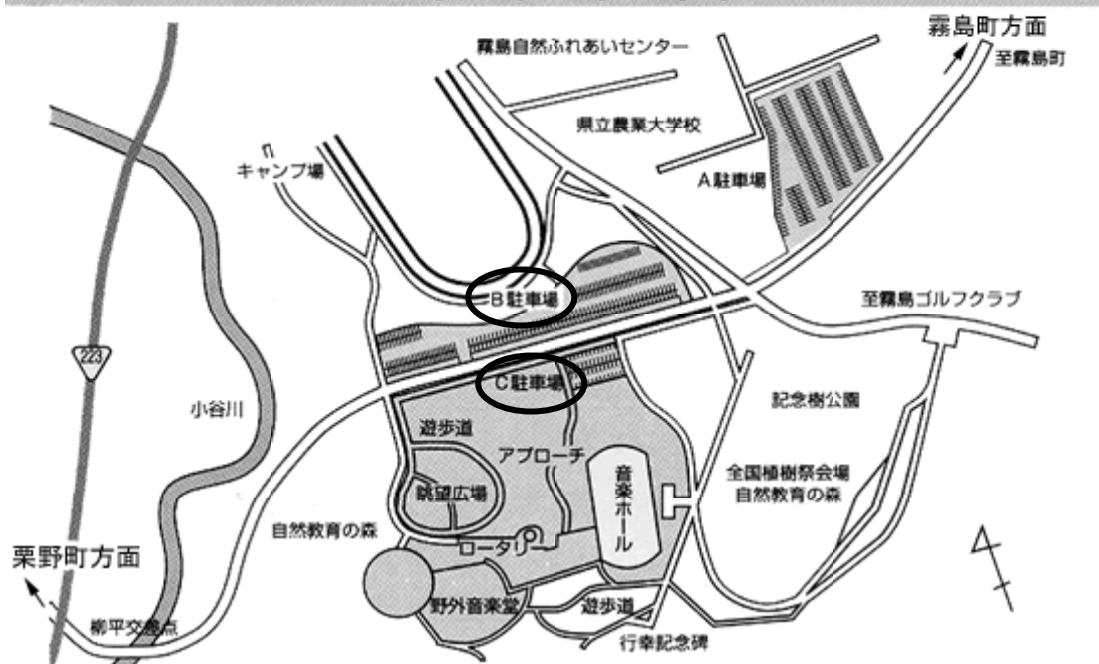 霧島町方面
至霧島町
霧島自然ふれあいセンター
県立農業大学校
キャンプ場
A駐車場
B駐車場
至霧島ゴルフクラブ
223
C駐車場
小谷川
遊歩道
アプローチ
記念樹公園
音楽ホール
全国植樹祭会場
自然教育の森
眺望広場
自然教育の森
ロータリー
栗野町方面
野外音楽堂
遊歩道
柳平交差点
行幸記念碑